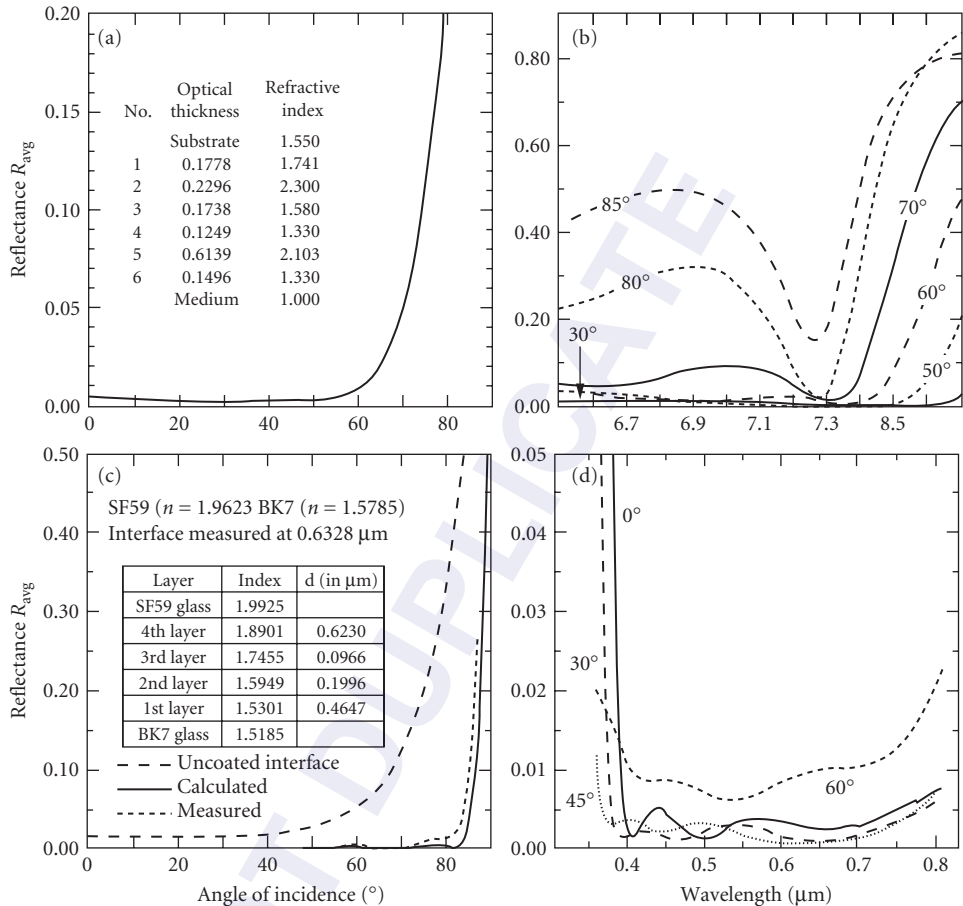 (a)
Reflectance Ravg
0.20
0.15
0.10
0.05
0.00
0 20 40 60 80
No. Optical thickness Refractive index
Substrate 1.550
1 0.1778 1.741
2 0.2296 2.300
3 0.1738 1.580
4 0.1249 1.330
5 0.6139 2.103
6 0.1496 1.330
Medium 1.000
(b)
0.80
0.60
0.40
0.20
0.00
85°
80°
30°
70°
60°
50°
6.7 6.9 7.1 7.3 8.5
(c)
Reflectance Ravg
0.50
0.40
0.30
0.20
0.10
0.00
SF59 (n = 1.9623 BK7 (n = 1.5785)
Interface measured at 0.6328 μm
Layer Index d (in μm)
SF59 glass 1.9925
4th layer 1.8901 0.6230
3rd layer 1.7455 0.0966
2nd layer 1.5949 0.1996
1st layer 1.5301 0.4647
BK7 glass 1.5185
Uncoated interface
Calculated
Measured
0 20 40 60 80
Angle of incidence (°)
(d)
0.05
0.04
0.03
0.02
0.01
0.00
0°
30°
45°
60°
0.4 0.5 0.6 0.7 0.8
Wavelength (μm)
T DUPLICATE